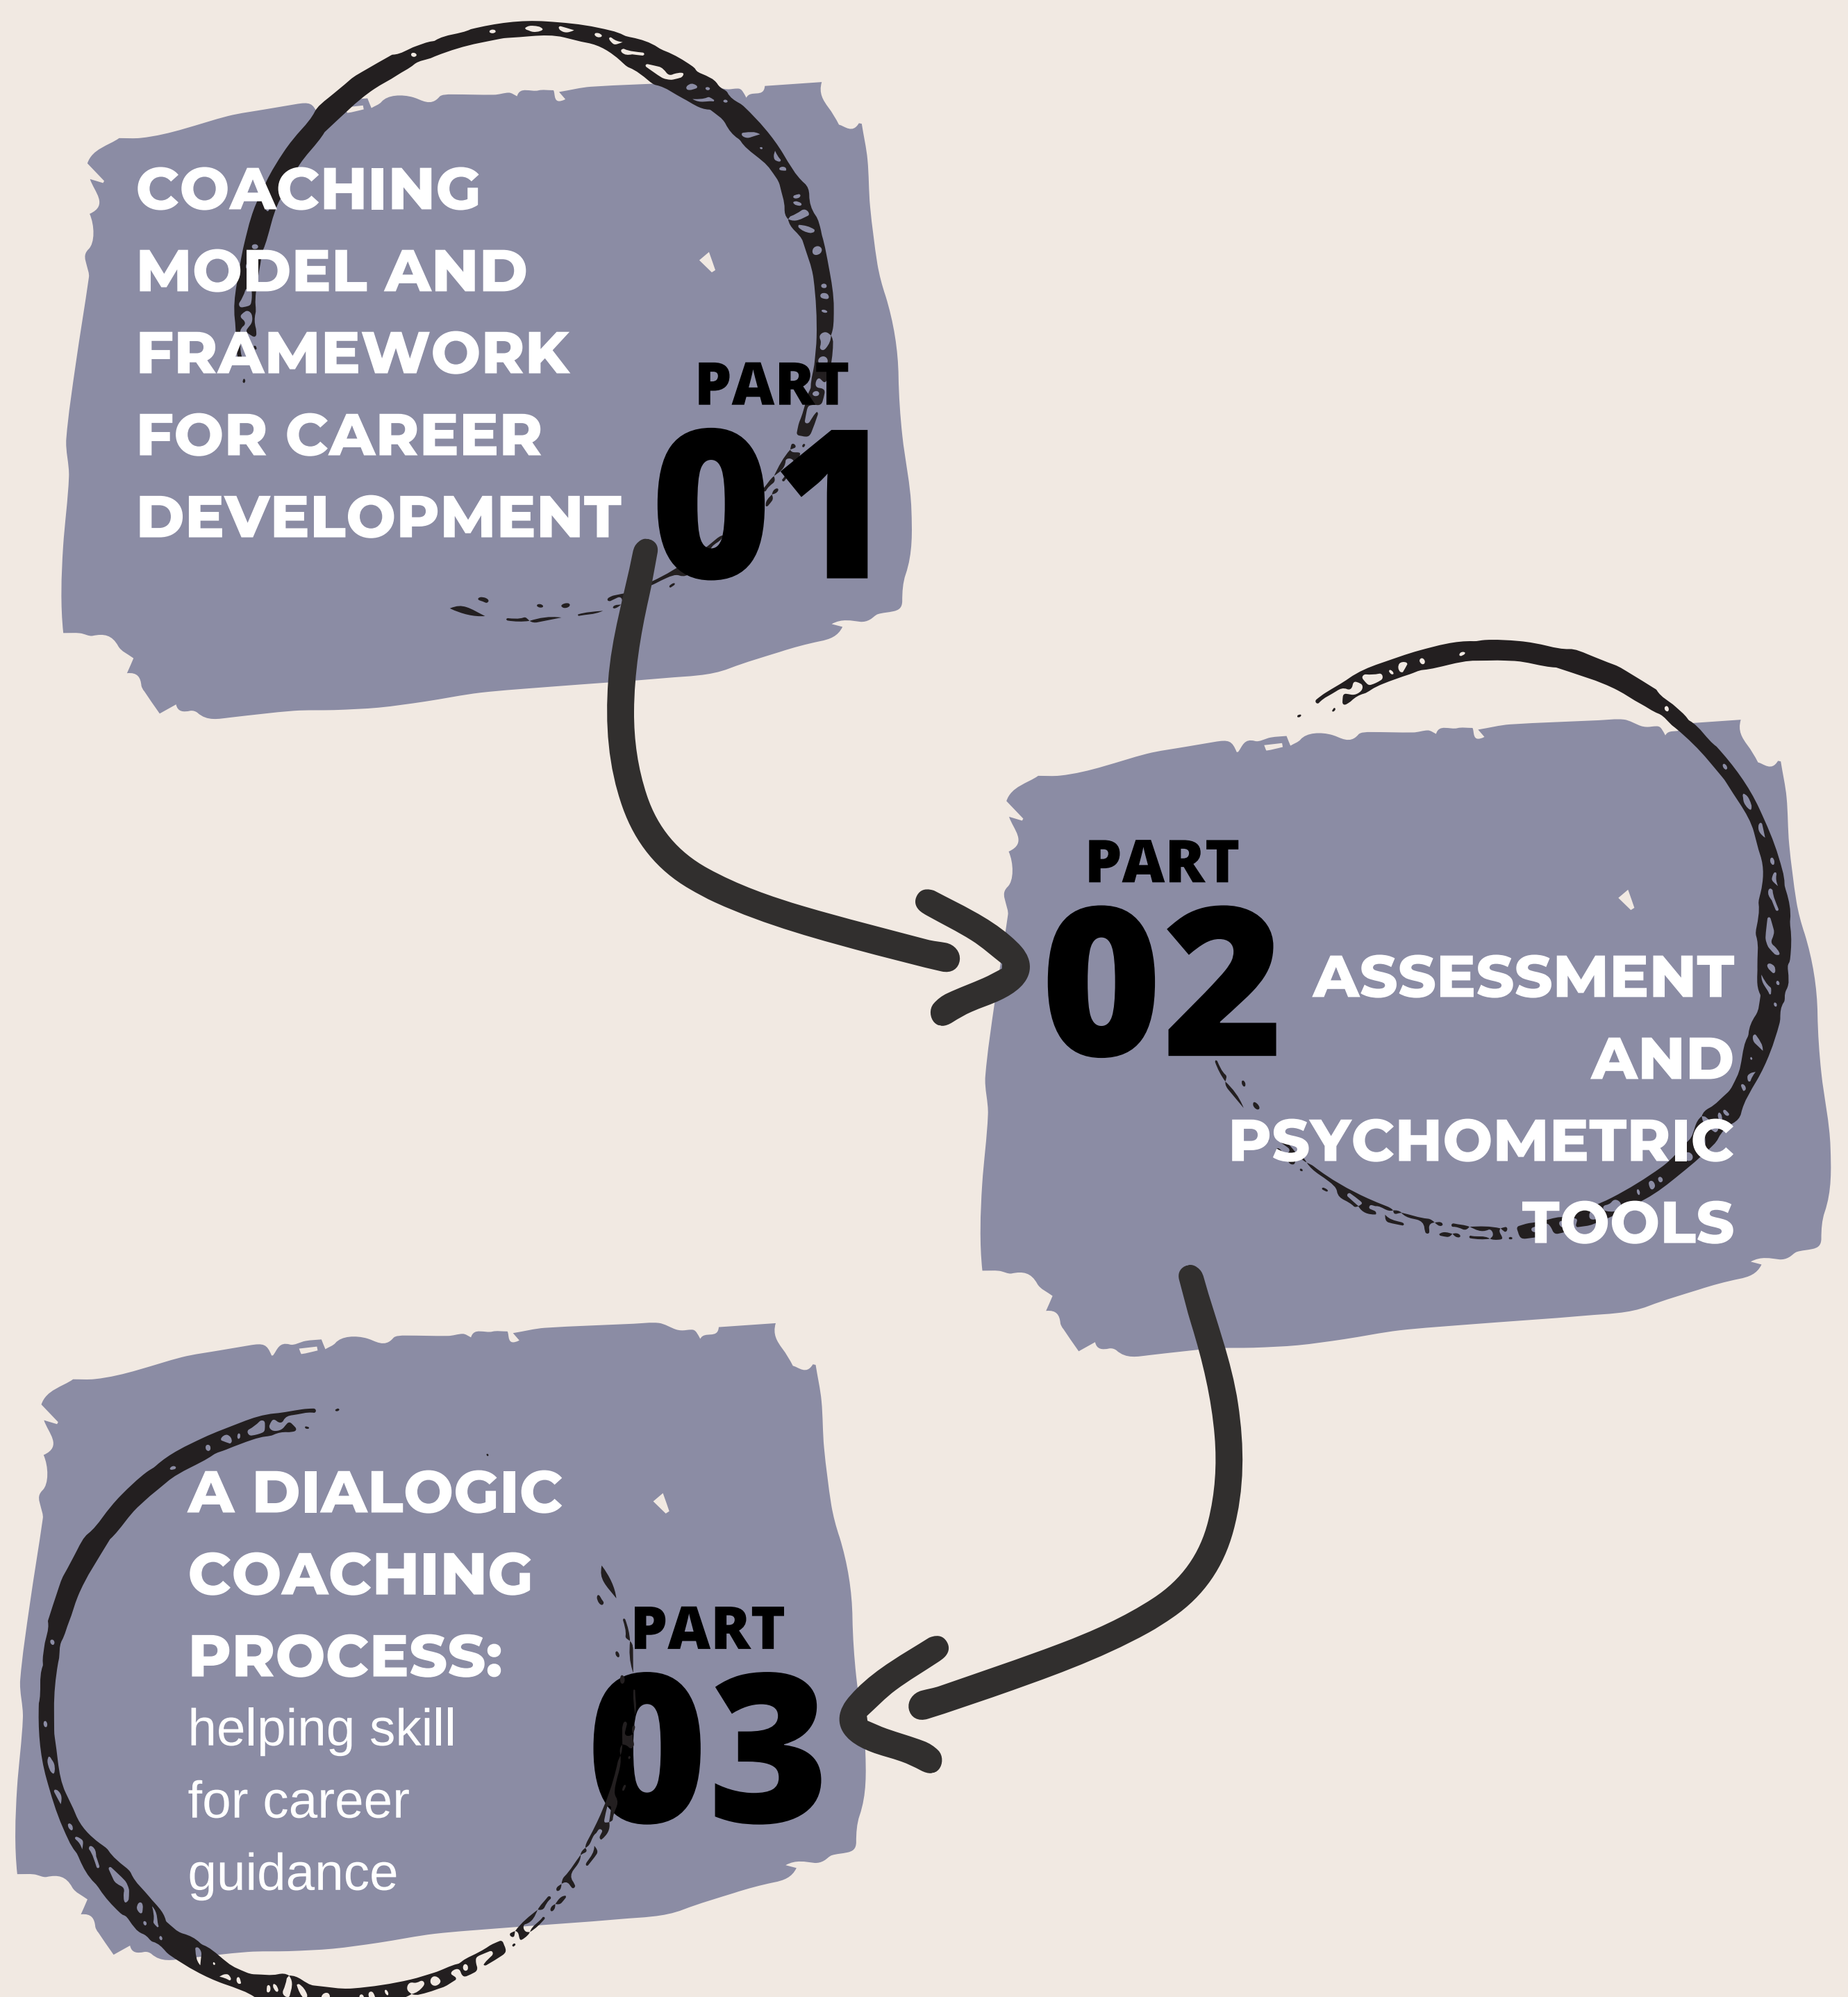 COACHING
MODEL AND
FRAMEWORK
FOR CAREER
DEVELOPMENT
PART
01
PART
02
ASSESSMENT
AND
PSYCHOMETRIC
TOOLS
A DIALOGIC
COACHING
PROCESS:
helping skill
for career
guidance
PART
03